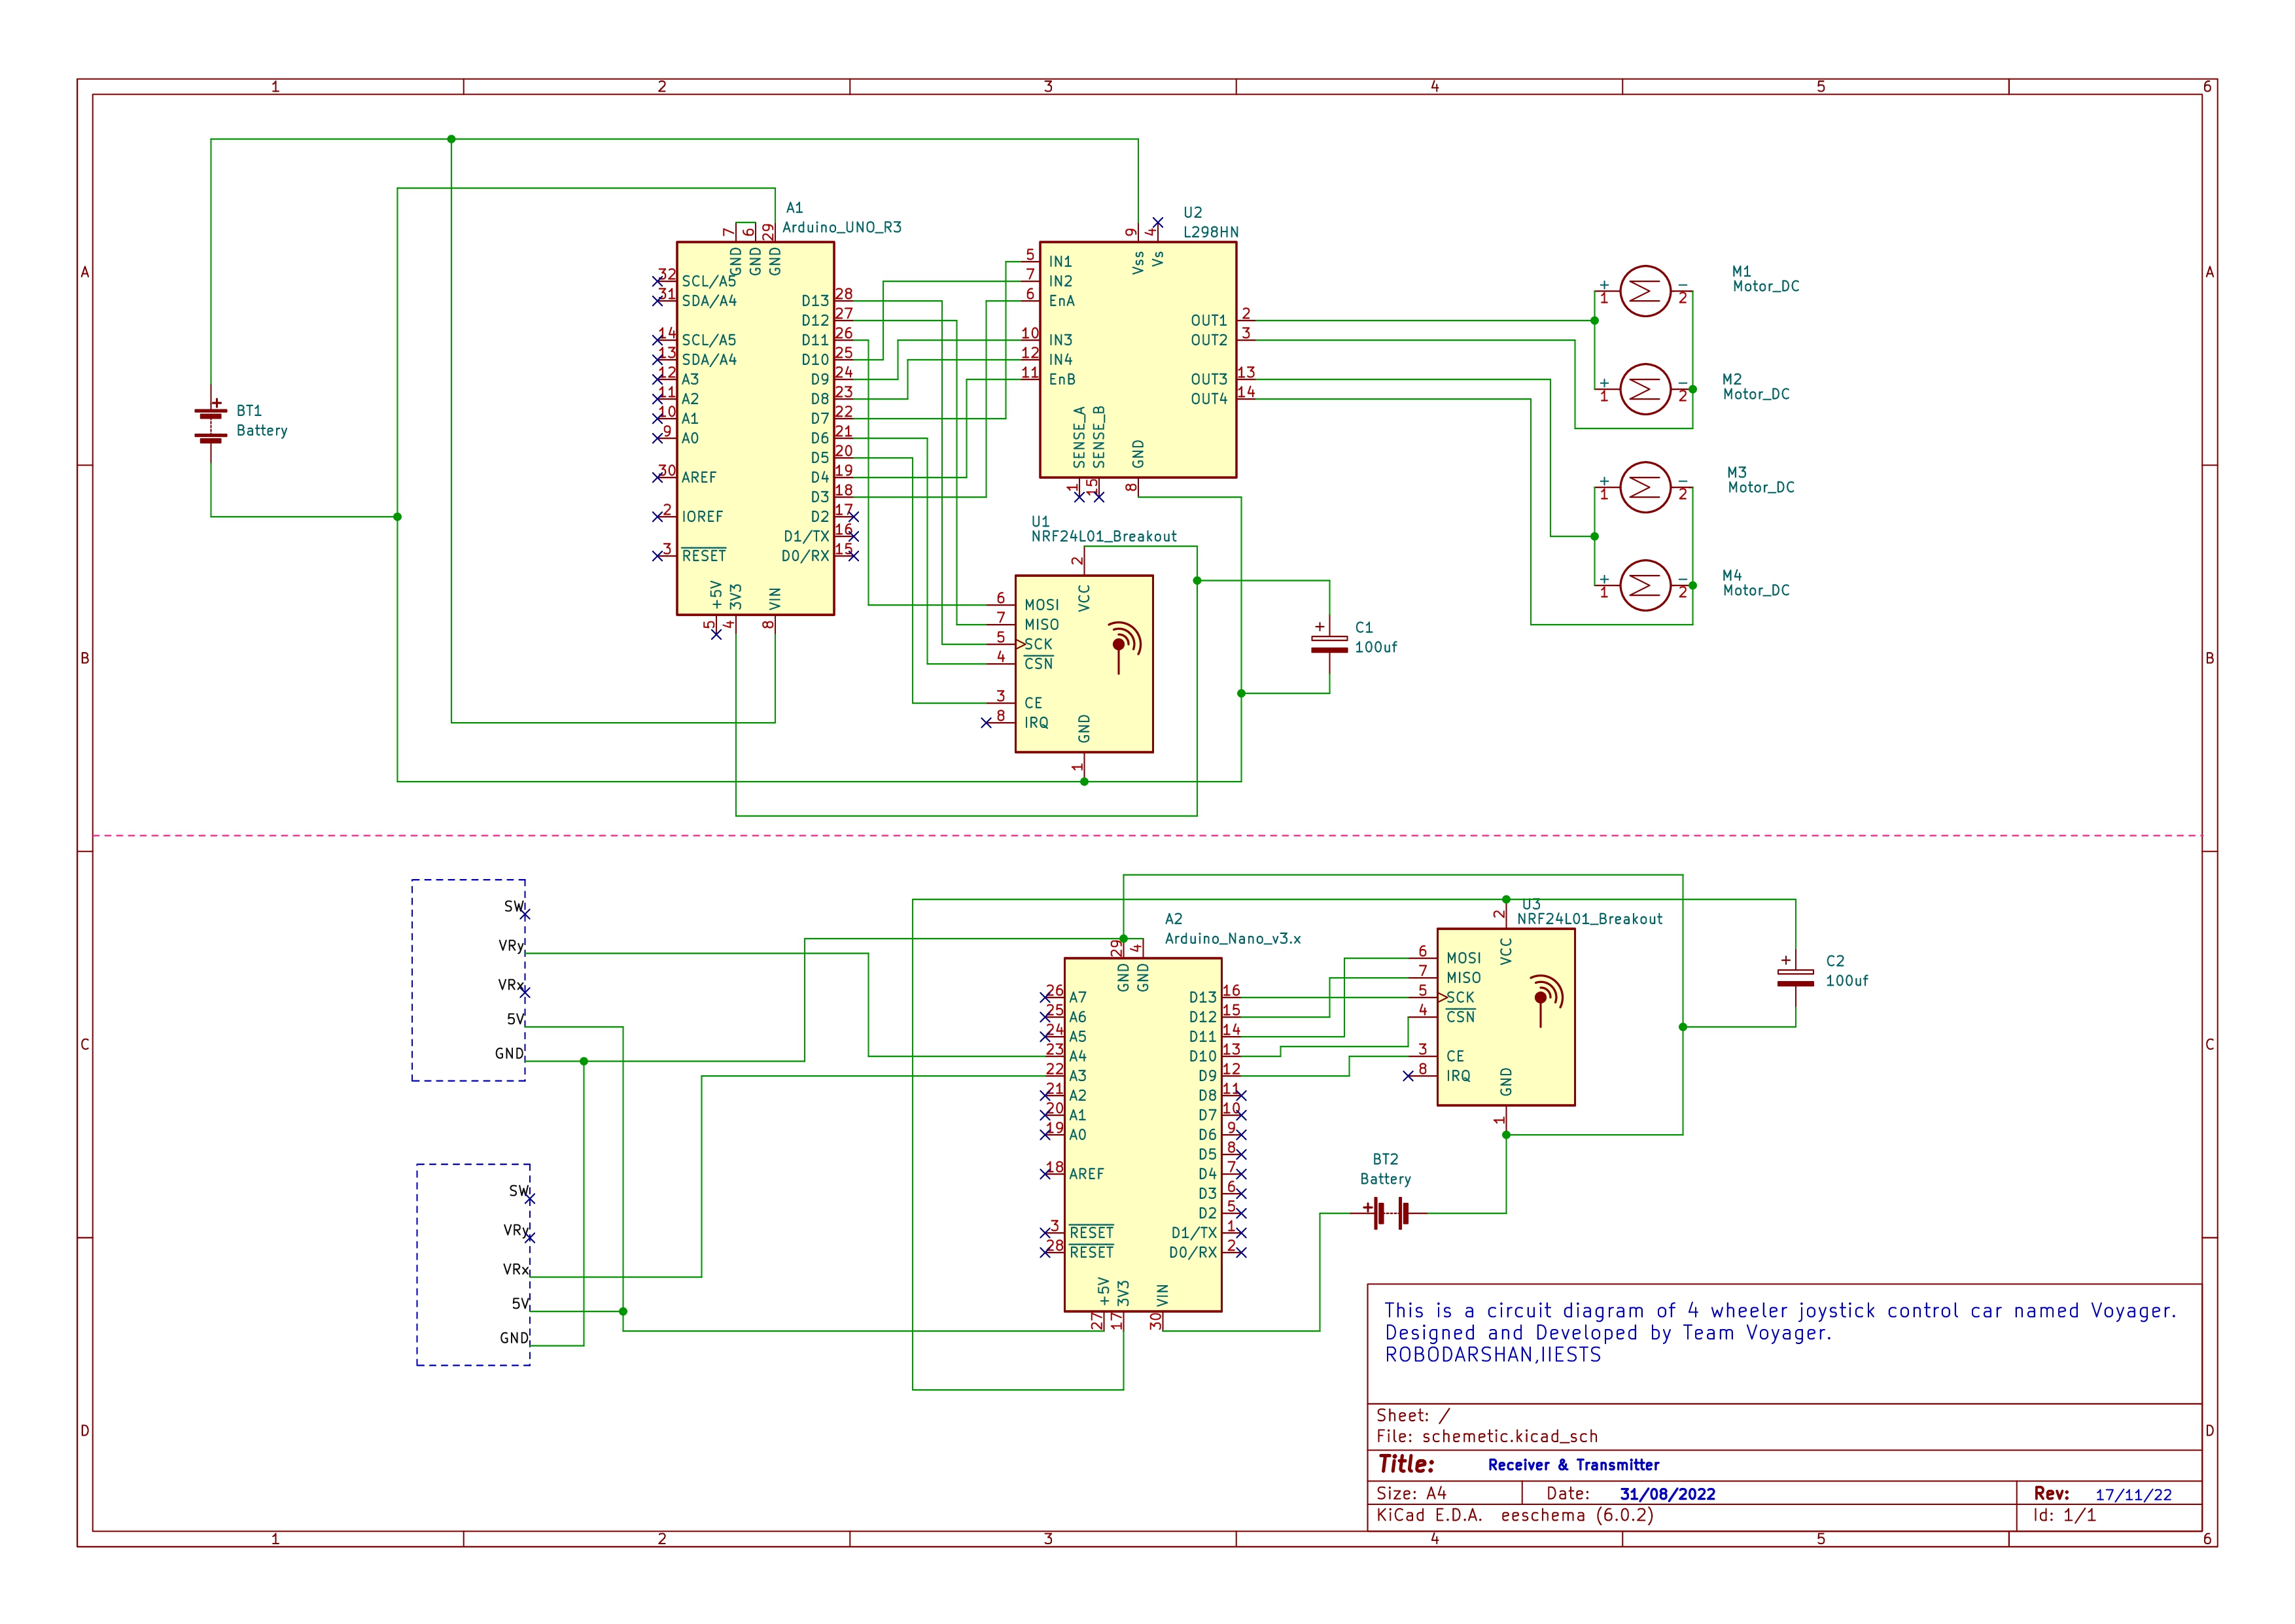 1 2 3 4 5 6
A
B
C
D
A
B
C
D
BT1
Battery
A1
Arduino_UNO_R3
7 6 29
GND GND GND
32 SCL/A5
31 SDA/A4
14 SCL/A5
13 SDA/A4
12 A3
11 A2
10 A1
9 A0
30 AREF
2 IOREF
3 RESET
D13 28
D12 27
D11 26
D10 25
D9 24
D8 23
D7 22
D6 21
D5 20
D4 19
D3 18
D2 17
D1/TX 16
D0/RX 15
+5V 3V3 VIN
5 4 8
U2
L298HN
9 4
Vss Vs
5 IN1
7 IN2
6 EnA
10 IN3
12 IN4
11 EnB
OUT1 2
OUT2 3
OUT3 13
OUT4 14
SENSE_A SENSE_B GND
1 15 8
M1
Motor_DC
+ −
1 2
M2
Motor_DC
+ −
1 2
M3
Motor_DC
+ −
1 2
M4
Motor_DC
+ −
1 2
U1
NRF24L01_Breakout
2
VCC
6 MOSI
7 MISO
5 SCK
4 CSN
3 CE
8 IRQ
GND
1
+ C1
100uf
SW
VRy
VRx
5V
GND
SW
VRy
VRx
5V
GND
A2
Arduino_Nano_v3.x
29 4
GND GND
26 A7
25 A6
24 A5
23 A4
22 A3
21 A2
20 A1
19 A0
18 AREF
3 RESET
28 RESET
D13 16
D12 15
D11 14
D10 13
D9 12
D8 11
D7 10
D6 9
D5 8
D4 7
D3 6
D2 5
D1/TX 1
D0/RX 2
+5V 3V3 VIN
27 17 30
U3
NRF24L01_Breakout
2
VCC
6 MOSI
7 MISO
5 SCK
4 CSN
3 CE
8 IRQ
GND
1
+ C2
100uf
BT2
Battery
+
This is a circuit diagram of 4 wheeler joystick control car named Voyager.
Designed and Developed by Team Voyager.
ROBODARSHAN,IIESTS
Sheet: /
File: schemetic.kicad_sch
Title: Receiver & Transmitter
Size: A4 Date: 31/08/2022 Rev: 17/11/22
KiCad E.D.A. eeschema (6.0.2) Id: 1/1
1 2 3 4 5 6